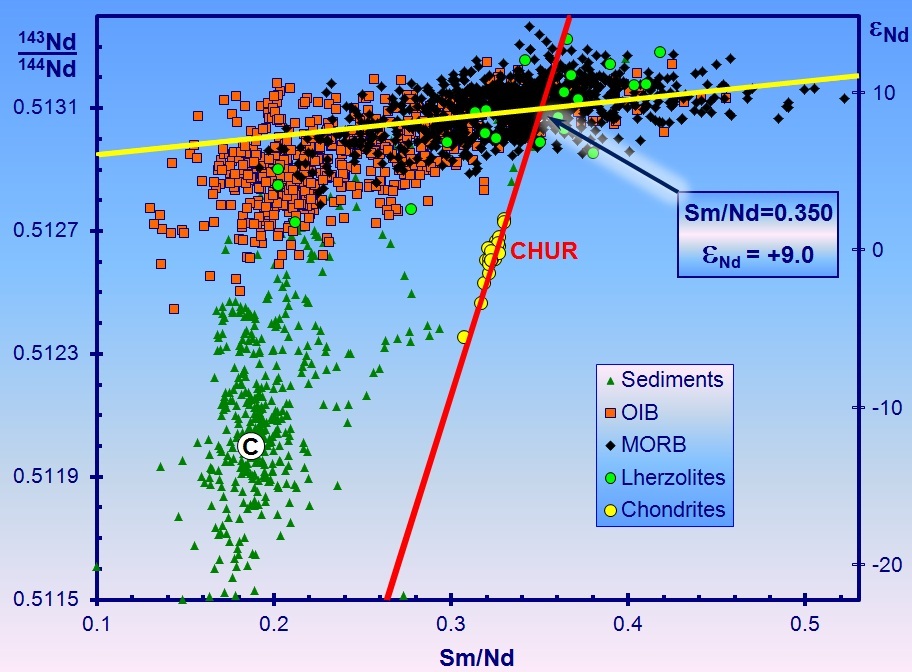 143Nd
144Nd
εNd
0.5131
0.5127
0.5123
0.5119
0.5115
10
0
-10
-20
Sm/Nd=0.350
εNd = +9.0
CHUR
C
Sediments
OIB
MORB
Lherzolites
Chondrites
0.1
0.2
0.3
0.4
0.5
Sm/Nd